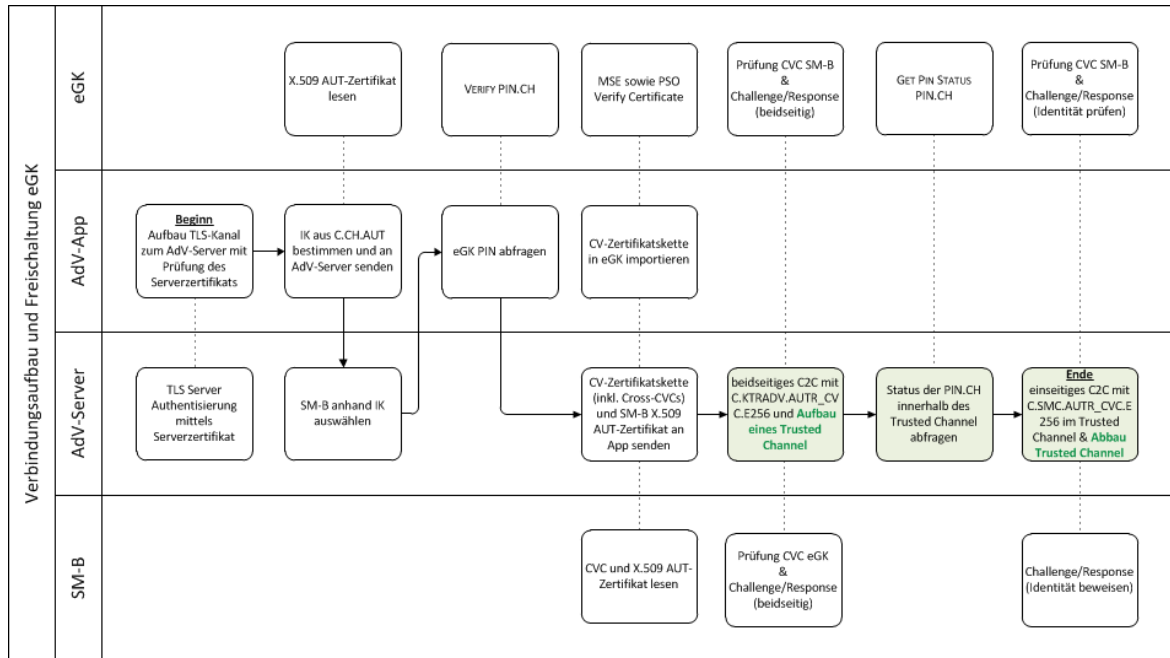 Verbindungsaufbau und Freischaltung eGK
eGK
X.509 AUT-Zertifikat
lesen
VERIFY PIN.CH
MSE sowie PSO
Verify Certificate
Prüfung CVC SM-B
&
Challenge/Response
(beidseitig)
GET PIN STATUS
PIN.CH
Prüfung CVC SM-B
&
Challenge/Response
(Identität prüfen)
AdV-App
Beginn
Aufbau TLS-Kanal
zum AdV-Server mit
Prüfung des
Serverzertifikats
IK aus C.CH.AUT
bestimmen und an
AdV-Server senden
eGK PIN abfragen
CV-Zertifikatskette
in eGK importieren
AdV-Server
TLS Server
Authentisierung
mittels
Serverzertifikat
SM-B anhand IK
auswählen
CV-Zertifikatskette
(inkl. Cross-CVCs)
und SM-B X.509
AUT-Zertifikat an
App senden
beidseitiges C2C mit
C.KTRADV.AUTR_CV
C.E256 und Aufbau
eines Trusted
Channel
Status der PIN.CH
innerhalb des
Trusted Channel
abfragen
Ende
einseitiges C2C mit
C.SMC.AUTR_CVC.E
256 im Trusted
Channel & Abbau
Trusted Channel
SM-B
CVC und X.509 AUT-
Zertifikat lesen
Prüfung CVC eGK
&
Challenge/Response
(beidseitig)
Challenge/Response
(Identität beweisen)